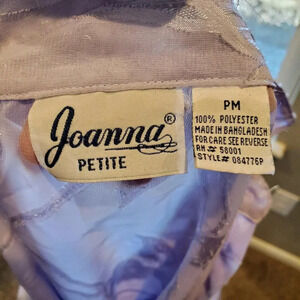 Joanna®
PETITE
PM
100% POLYESTER
MADE IN BANGLADESH
FOR CARE SEE REVERSE
RN# 58001
STYLE# 084776P